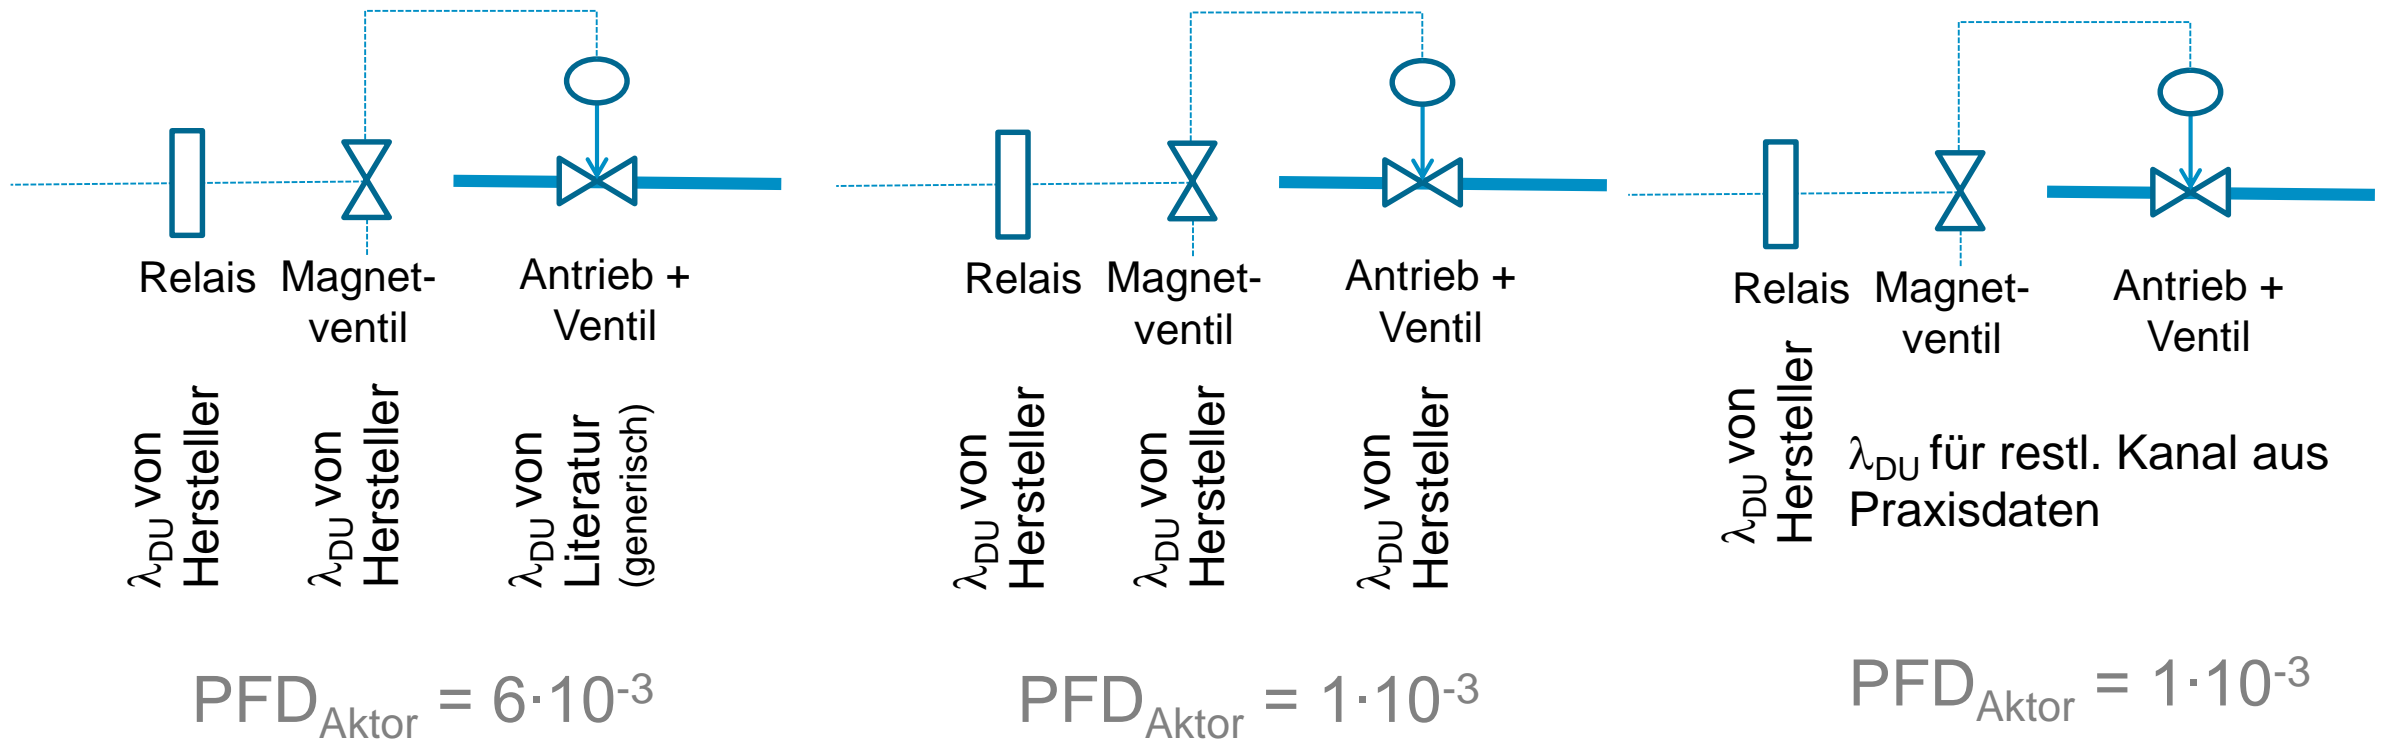 Relais
Magnet-
ventil
Antrieb +
Ventil
λDU von
Hersteller
λDU von
Hersteller
λDU von
Literatur
(generisch)
PFDAktor = 6·10-3
Relais
Magnet-
ventil
Antrieb +
Ventil
λDU von
Hersteller
λDU von
Hersteller
λDU von
Hersteller
PFDAktor = 1·10-3
Relais
Magnet-
ventil
Antrieb +
Ventil
λDU von
Hersteller
λDU für restl. Kanal aus
Praxisdaten
PFDAktor = 1·10-3